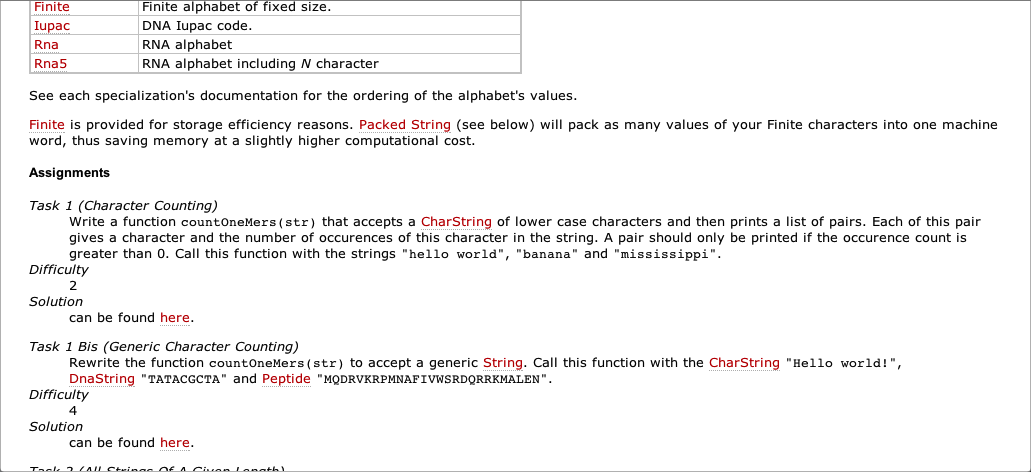 Finite Finite alphabet of fixed size.
Iupac DNA Iupac code.
Rna RNA alphabet
Rna5 RNA alphabet including N character
See each specialization's documentation for the ordering of the alphabet's values.
Finite is provided for storage efficiency reasons. Packed String (see below) will pack as many values of your Finite characters into one machine
word, thus saving memory at a slightly higher computational cost.
Assignments
Task 1 (Character Counting)
Write a function countOneMers(str) that accepts a CharString of lower case characters and then prints a list of pairs. Each of this pair
gives a character and the number of occurences of this character in the string. A pair should only be printed if the occurence count is
greater than 0. Call this function with the strings "hello world", "banana" and "mississippi".
Difficulty
2
Solution
can be found here.
Task 1 Bis (Generic Character Counting)
Rewrite the function countOneMers(str) to accept a generic String. Call this function with the CharString "Hello world!",
DnaString "TATACGCTA" and Peptide "MQDRVKRPMNAFIVWSRDQRRKMALEN".
Difficulty
4
Solution
can be found here.
Task 2 (All Strings Of A Given Length)